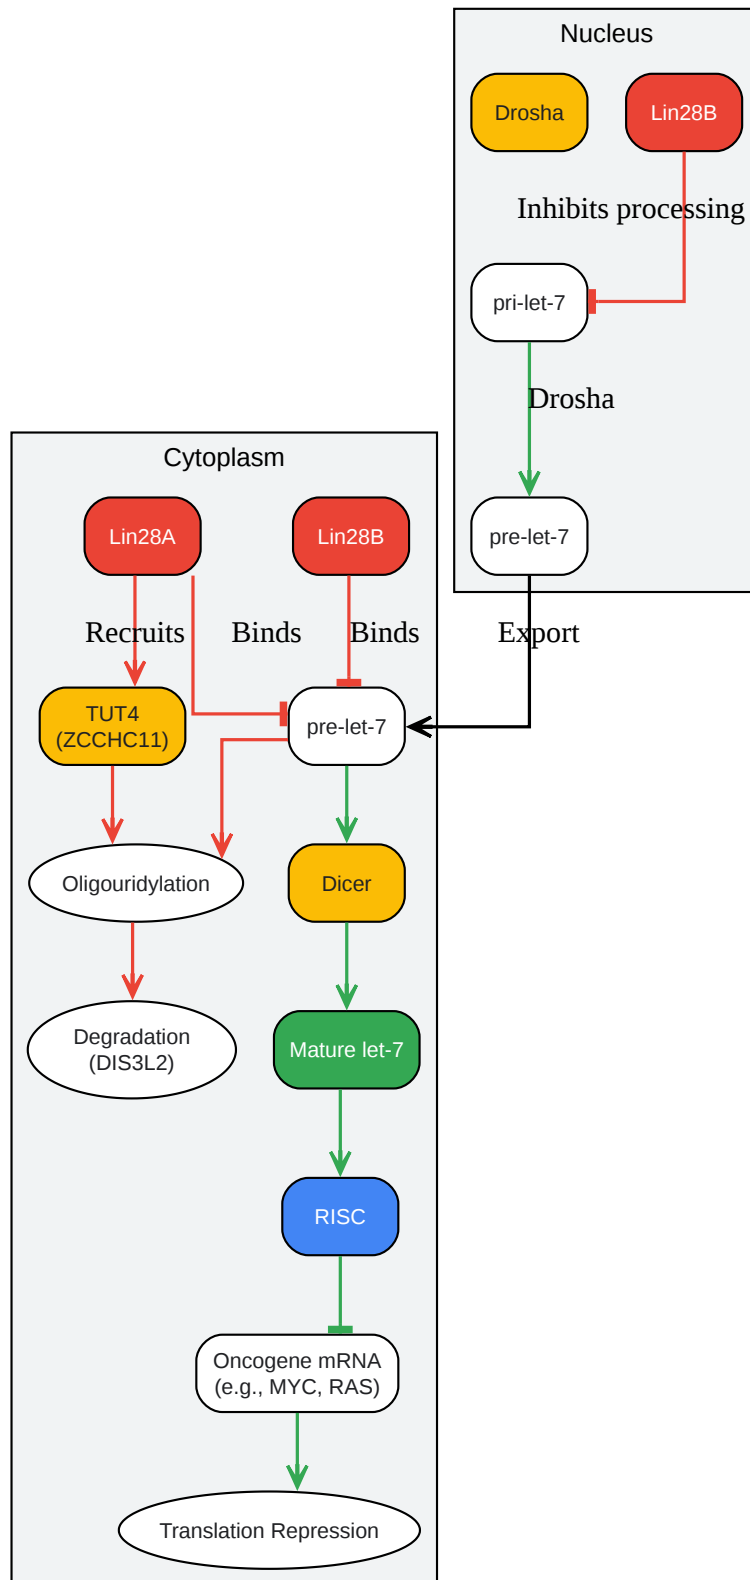 Nucleus
Drosha
Lin28B
Inhibits processing
pri-let-7
Drosha
pre-let-7
Export
Cytoplasm
Lin28A
Lin28B
Recruits
Binds
Binds
TUT4
(ZCCHC11)
pre-let-7
Oligouridylation
Dicer
Degradation
(DIS3L2)
Mature let-7
RISC
Oncogene mRNA
(e.g., MYC, RAS)
Translation Repression